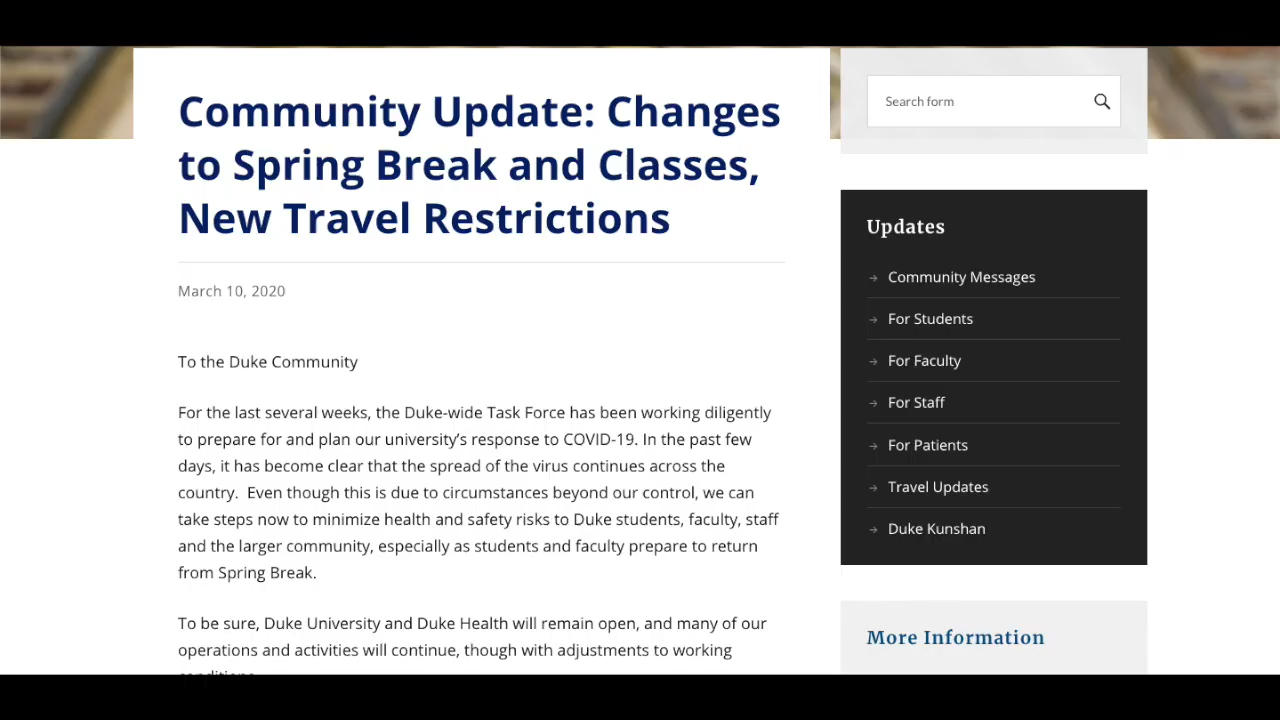 Community Update: Changes
to Spring Break and Classes,
New Travel Restrictions
March 10, 2020
To the Duke Community
For the last several weeks, the Duke-wide Task Force has been working diligently
to prepare for and plan our university's response to COVID-19. In the past few
days, it has become clear that the spread of the virus continues across the
country.  Even though this is due to circumstances beyond our control, we can
take steps now to minimize health and safety risks to Duke students, faculty, staff
and the larger community, especially as students and faculty prepare to return
from Spring Break.
To be sure, Duke University and Duke Health will remain open, and many of our
operations and activities will continue, though with adjustments to working
Search form
Updates
Community Messages
For Students
For Faculty
For Staff
For Patients
Travel Updates
Duke Kunshan
More Information